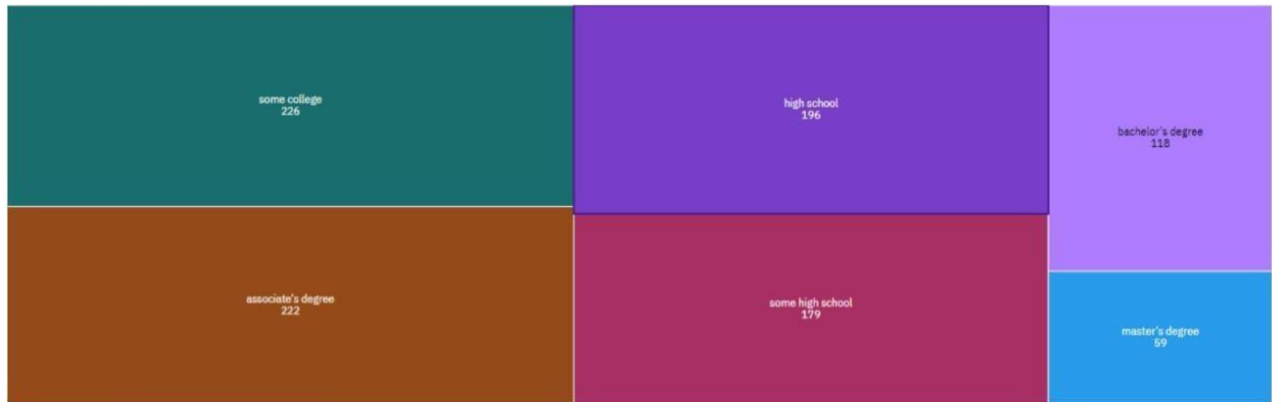 some college
226
high school
196
bachelor's degree
118
associate's degree
222
some high school
179
master's degree
59